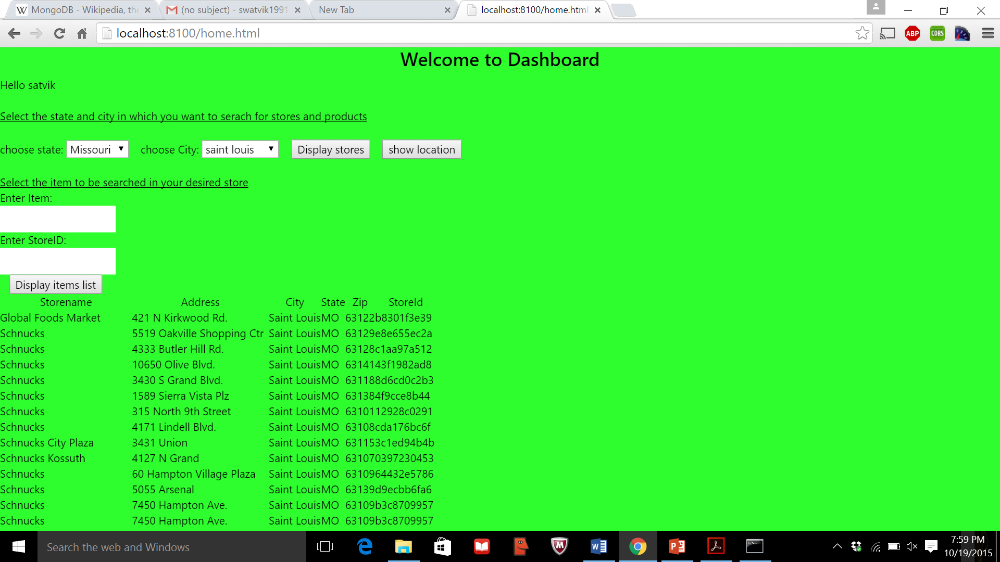 MongoDB - Wikipedia, the
(no subject) - swatvik1991
New Tab
localhost:8100/home.html
localhost:8100/home.html
ABP
CORS
Welcome to Dashboard
Hello satvik
Select the state and city in which you want to serach for stores and products
choose state: Missouri choose City: saint louis Display stores show location
Select the item to be searched in your desired store
Enter Item:
Enter StoreID:
Display items list
Storename Address City State Zip StoreId
Global Foods Market 421 N Kirkwood Rd. Saint Louis MO 63122 b8301f3e39
Schnucks 5519 Oakville Shopping Ctr Saint Louis MO 63129 e8e655ec2a
Schnucks 4333 Butler Hill Rd. Saint Louis MO 63128 c1aa97a512
Schnucks 10650 Olive Blvd. Saint Louis MO 63141 43f1982ad8
Schnucks 3430 S Grand Blvd. Saint Louis MO 63118 8d6cd0c2b3
Schnucks 1589 Sierra Vista Plz Saint Louis MO 63138 4f9cce8b44
Schnucks 315 North 9th Street Saint Louis MO 63101 12928c0291
Schnucks 4171 Lindell Blvd. Saint Louis MO 63108 cda176bc6f
Schnucks City Plaza 3431 Union Saint Louis MO 63115 3c1ed94b4b
Schnucks Kossuth 4127 N Grand Saint Louis MO 63107 0397230453
Schnucks 60 Hampton Village Plaza Saint Louis MO 63109 64432e5786
Schnucks 5055 Arsenal Saint Louis MO 63139 d9ecbb6fa6
Schnucks 7450 Hampton Ave. Saint Louis MO 63109 b3c8709957
Schnucks 7450 Hampton Ave. Saint Louis MO 63109 b3c8709957
Search the web and Windows
7:59 PM
10/19/2015